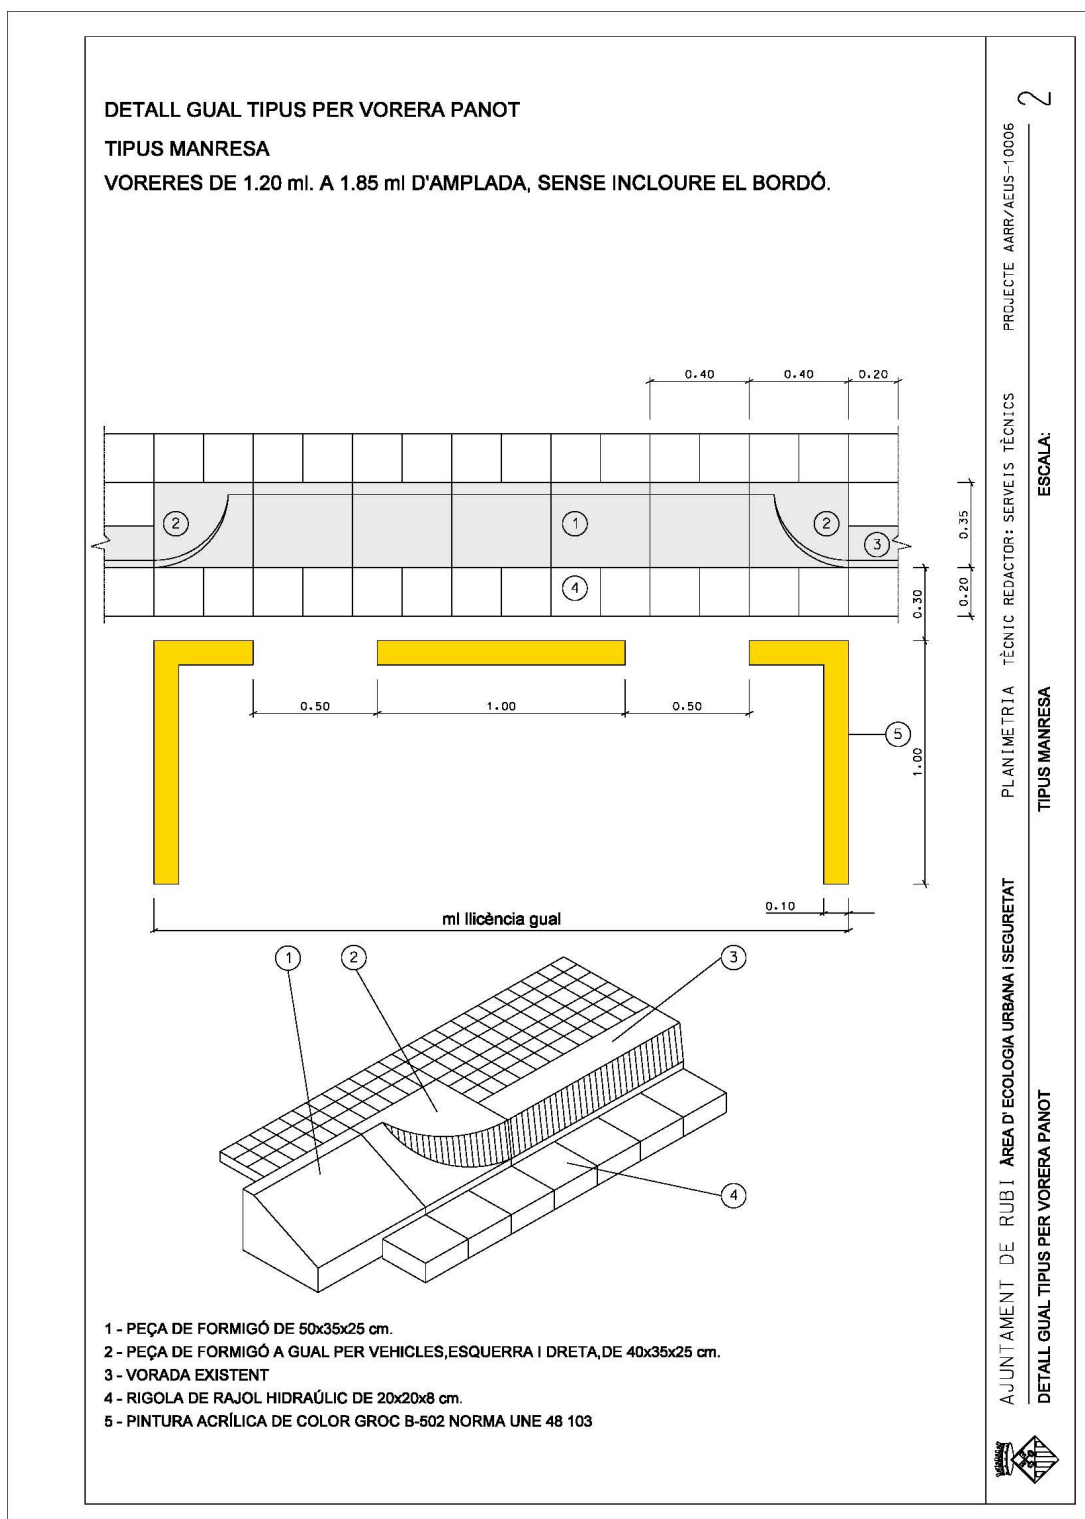 DETALL GUAL TIPUS PER VORERA PANOT
TIPUS MANRESA
VORERES DE 1.20 ml. A 1.85 ml D'AMPLADA, SENSE INCLOURE EL BORDÓ.
0.40
0.40
0.20
2
1
2
3
4
0.35
0.20
0.30
0.50
1.00
0.50
5
1.00
0.10
ml llicència gual
1
2
3
4
1 - PEÇA DE FORMIGÓ DE 50x35x25 cm.
2 - PEÇA DE FORMIGÓ A GUAL PER VEHICLES,ESQUERRA I DRETA,DE 40x35x25 cm.
3 - VORADA EXISTENT
4 - RIGOLA DE RAJOL HIDRAÚLIC DE 20x20x8 cm.
5 - PINTURA ACRÍLICA DE COLOR GROC B-502 NORMA UNE 48 103
AJUNTAMENT DE RUBI ÀREA D' ECOLOGIA URBANA i SEGURETAT PLANIMETRIA TÈCNIC REDACTOR: SERVEIS TÈCNICS PROJECTE AARR/AEUS-10006
DETALL GUAL TIPUS PER VORERA PANOT TIPUS MANRESA ESCALA: 2